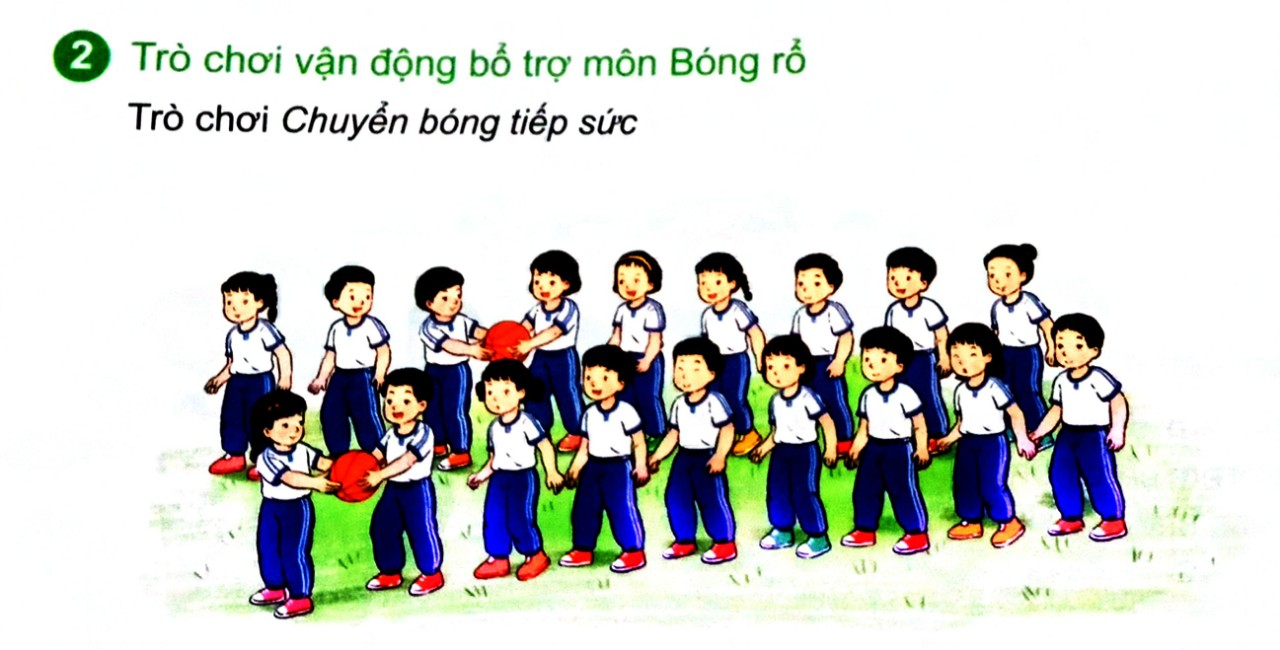 2 Trò chơi vận động bổ trợ môn Bóng rổ
Trò chơi Chuyển bóng tiếp sức